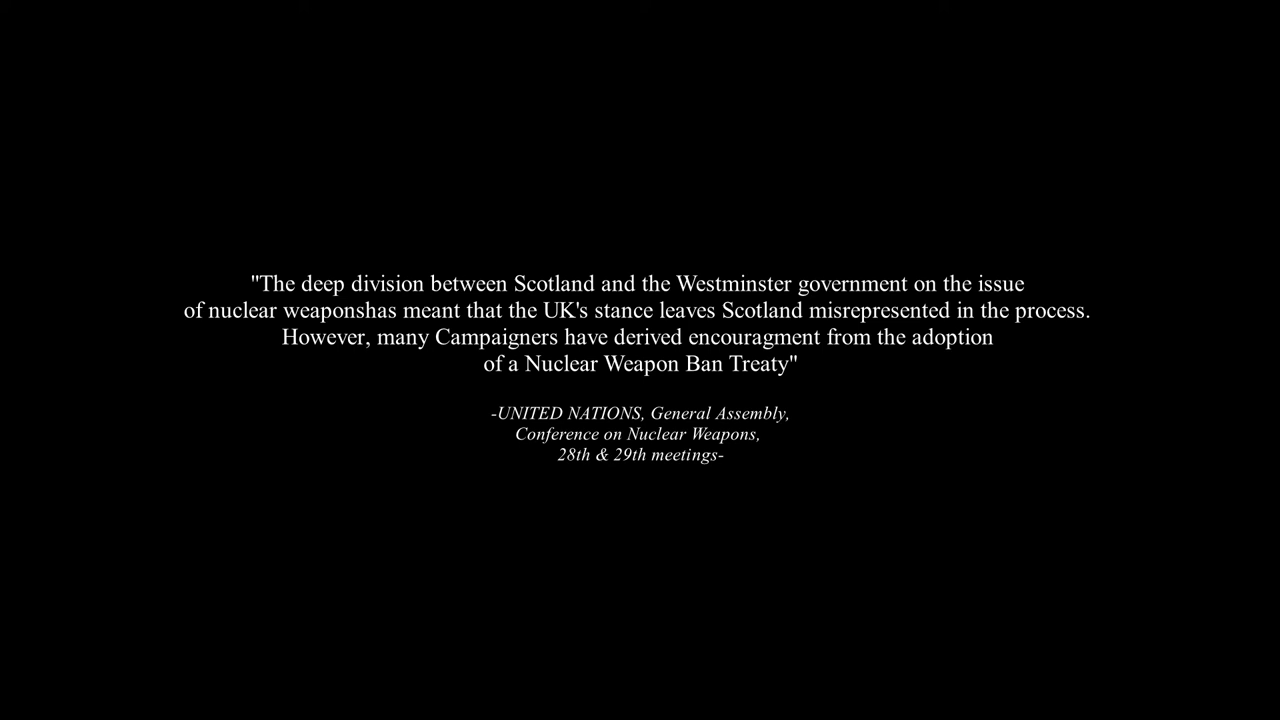 "The deep division between Scotland and the Westminster government on the issue
of nuclear weaponshas meant that the UK's stance leaves Scotland misrepresented in the process.
However, many Campaigners have derived encouragment from the adoption
of a Nuclear Weapon Ban Treaty"
-UNITED NATIONS, General Assembly,
Conference on Nuclear Weapons,
28th & 29th meetings-